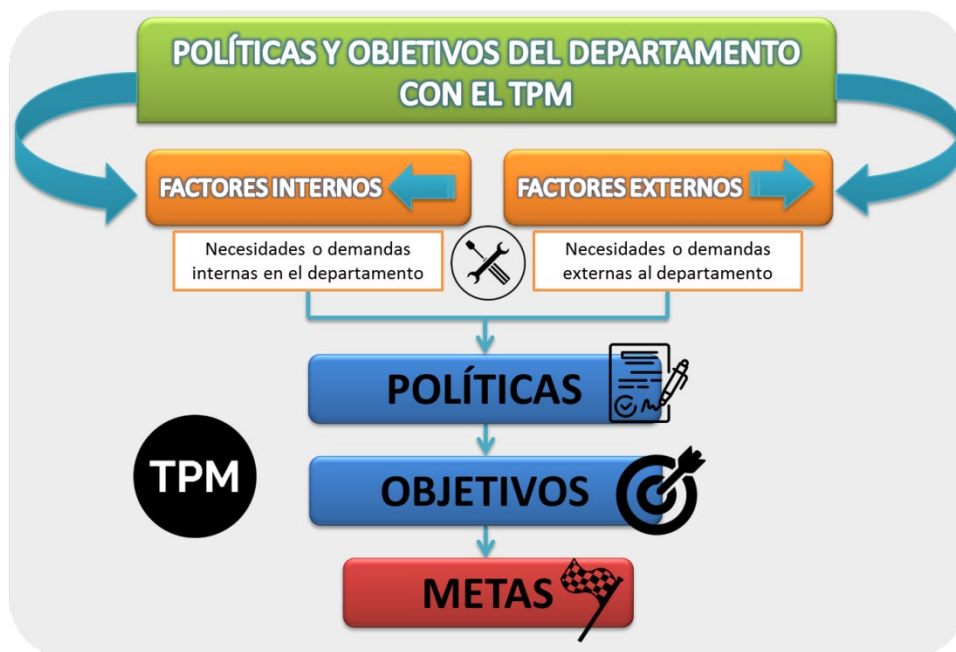 POLÍTICAS Y OBJETIVOS DEL DEPARTAMENTO
CON EL TPM
FACTORES INTERNOS
FACTORES EXTERNOS
Necesidades o demandas
internas en el departamento
Necesidades o demandas
externas al departamento
POLÍTICAS
TPM
OBJETIVOS
METAS